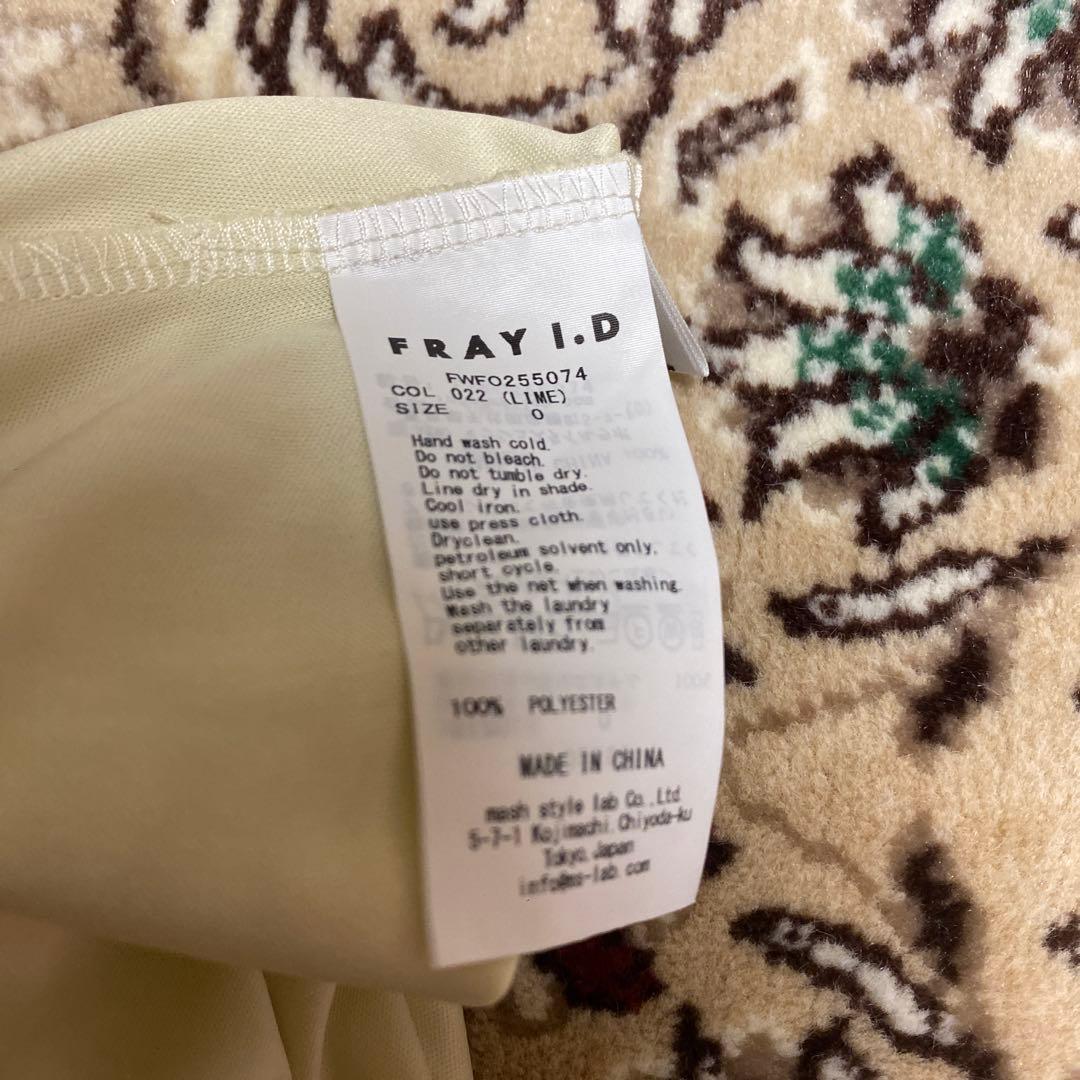 FRAY I.D
FWFO255074
COL 022 (LIME)
SIZE 0
Hand wash cold.
Do not bleach.
Do not tumble dry.
Line dry in shade.
Cool iron.
use press cloth.
Dryclean.
petroleum solvent only,
short cycle.
Use the net when washing.
Wash the laundry
separately from
other laundry.
100% POLYESTER
MADE IN CHINA
mash style lab Co.,Ltd
5-7-1 Kojimachi,Chiyoda-ku
Tokyo,Japan
info@ms-lab.com